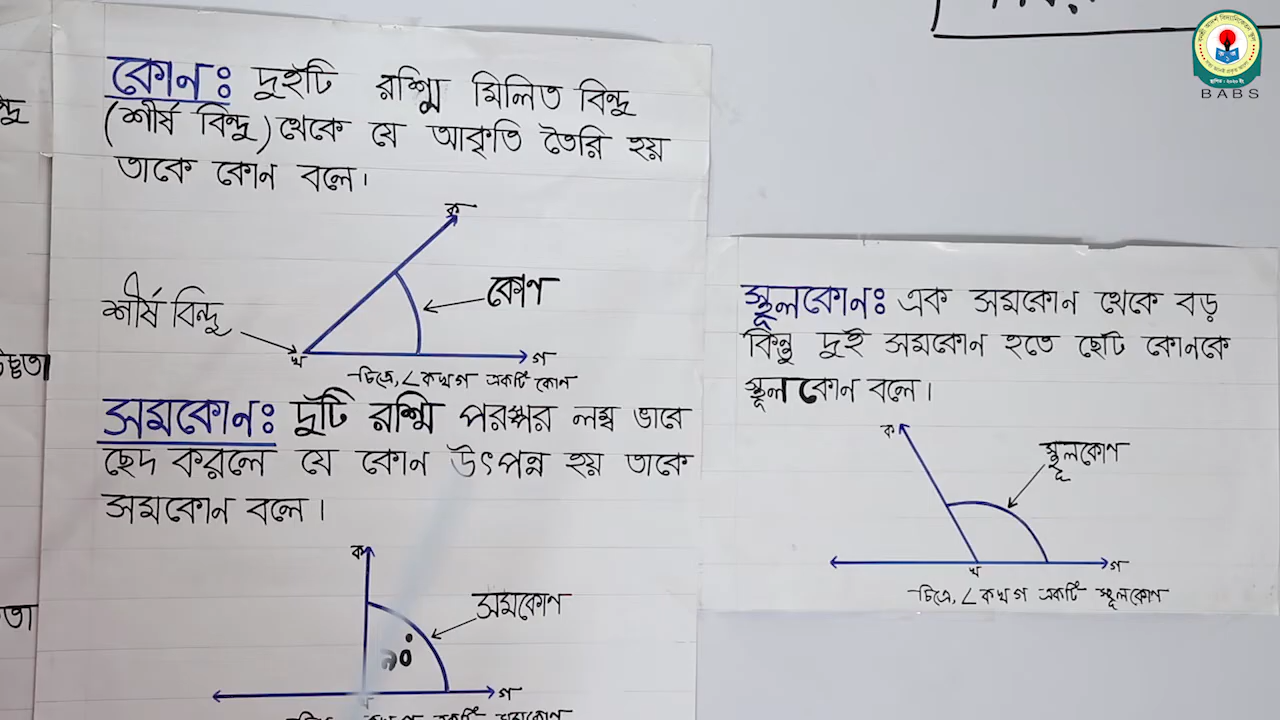 কোন: দুইটি রশ্মি মিলিত বিন্দু
(শীর্ষ বিন্দু) থেকে যে আকৃতি তৈরি হয়
তাকে কোন বলে।
ক
কোণ
শীর্ষ বিন্দু
খ
গ
চিত্রে, ∠কখগ একটি কোন
সমকোন: দুটি রশ্মি পরস্পর লম্ব ভাবে
ছেদ করলে যে কোন উৎপন্ন হয় তাকে
সমকোন বলে।
ক
সমকোণ
৯০°
গ
স্থূলকোন: এক সমকোন থেকে বড়
কিন্তু দুই সমকোন হতে ছোট কোনকে
স্থূলকোন বলে।
ক
স্থূলকোণ
খ
গ
চিত্রে, ∠কখগ একটি স্থূলকোণ
BABS